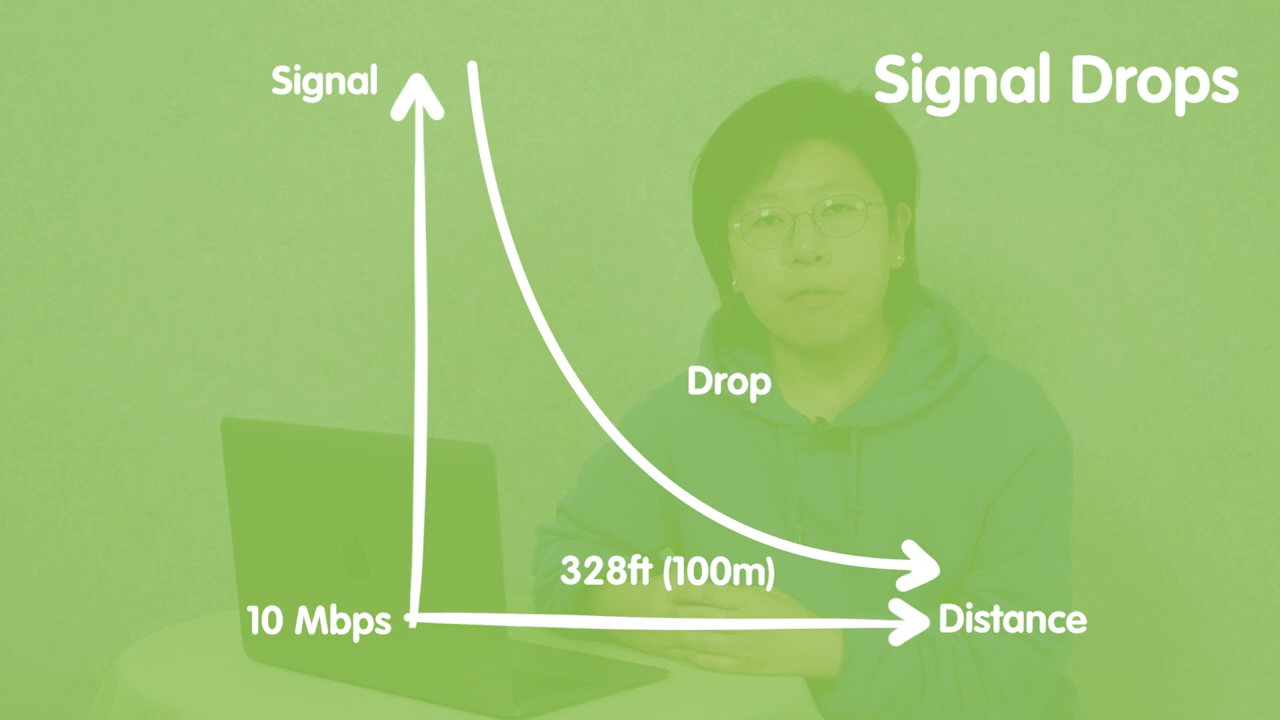 Signal Drops
Signal
Drop
328ft (100m)
10 Mbps
Distance